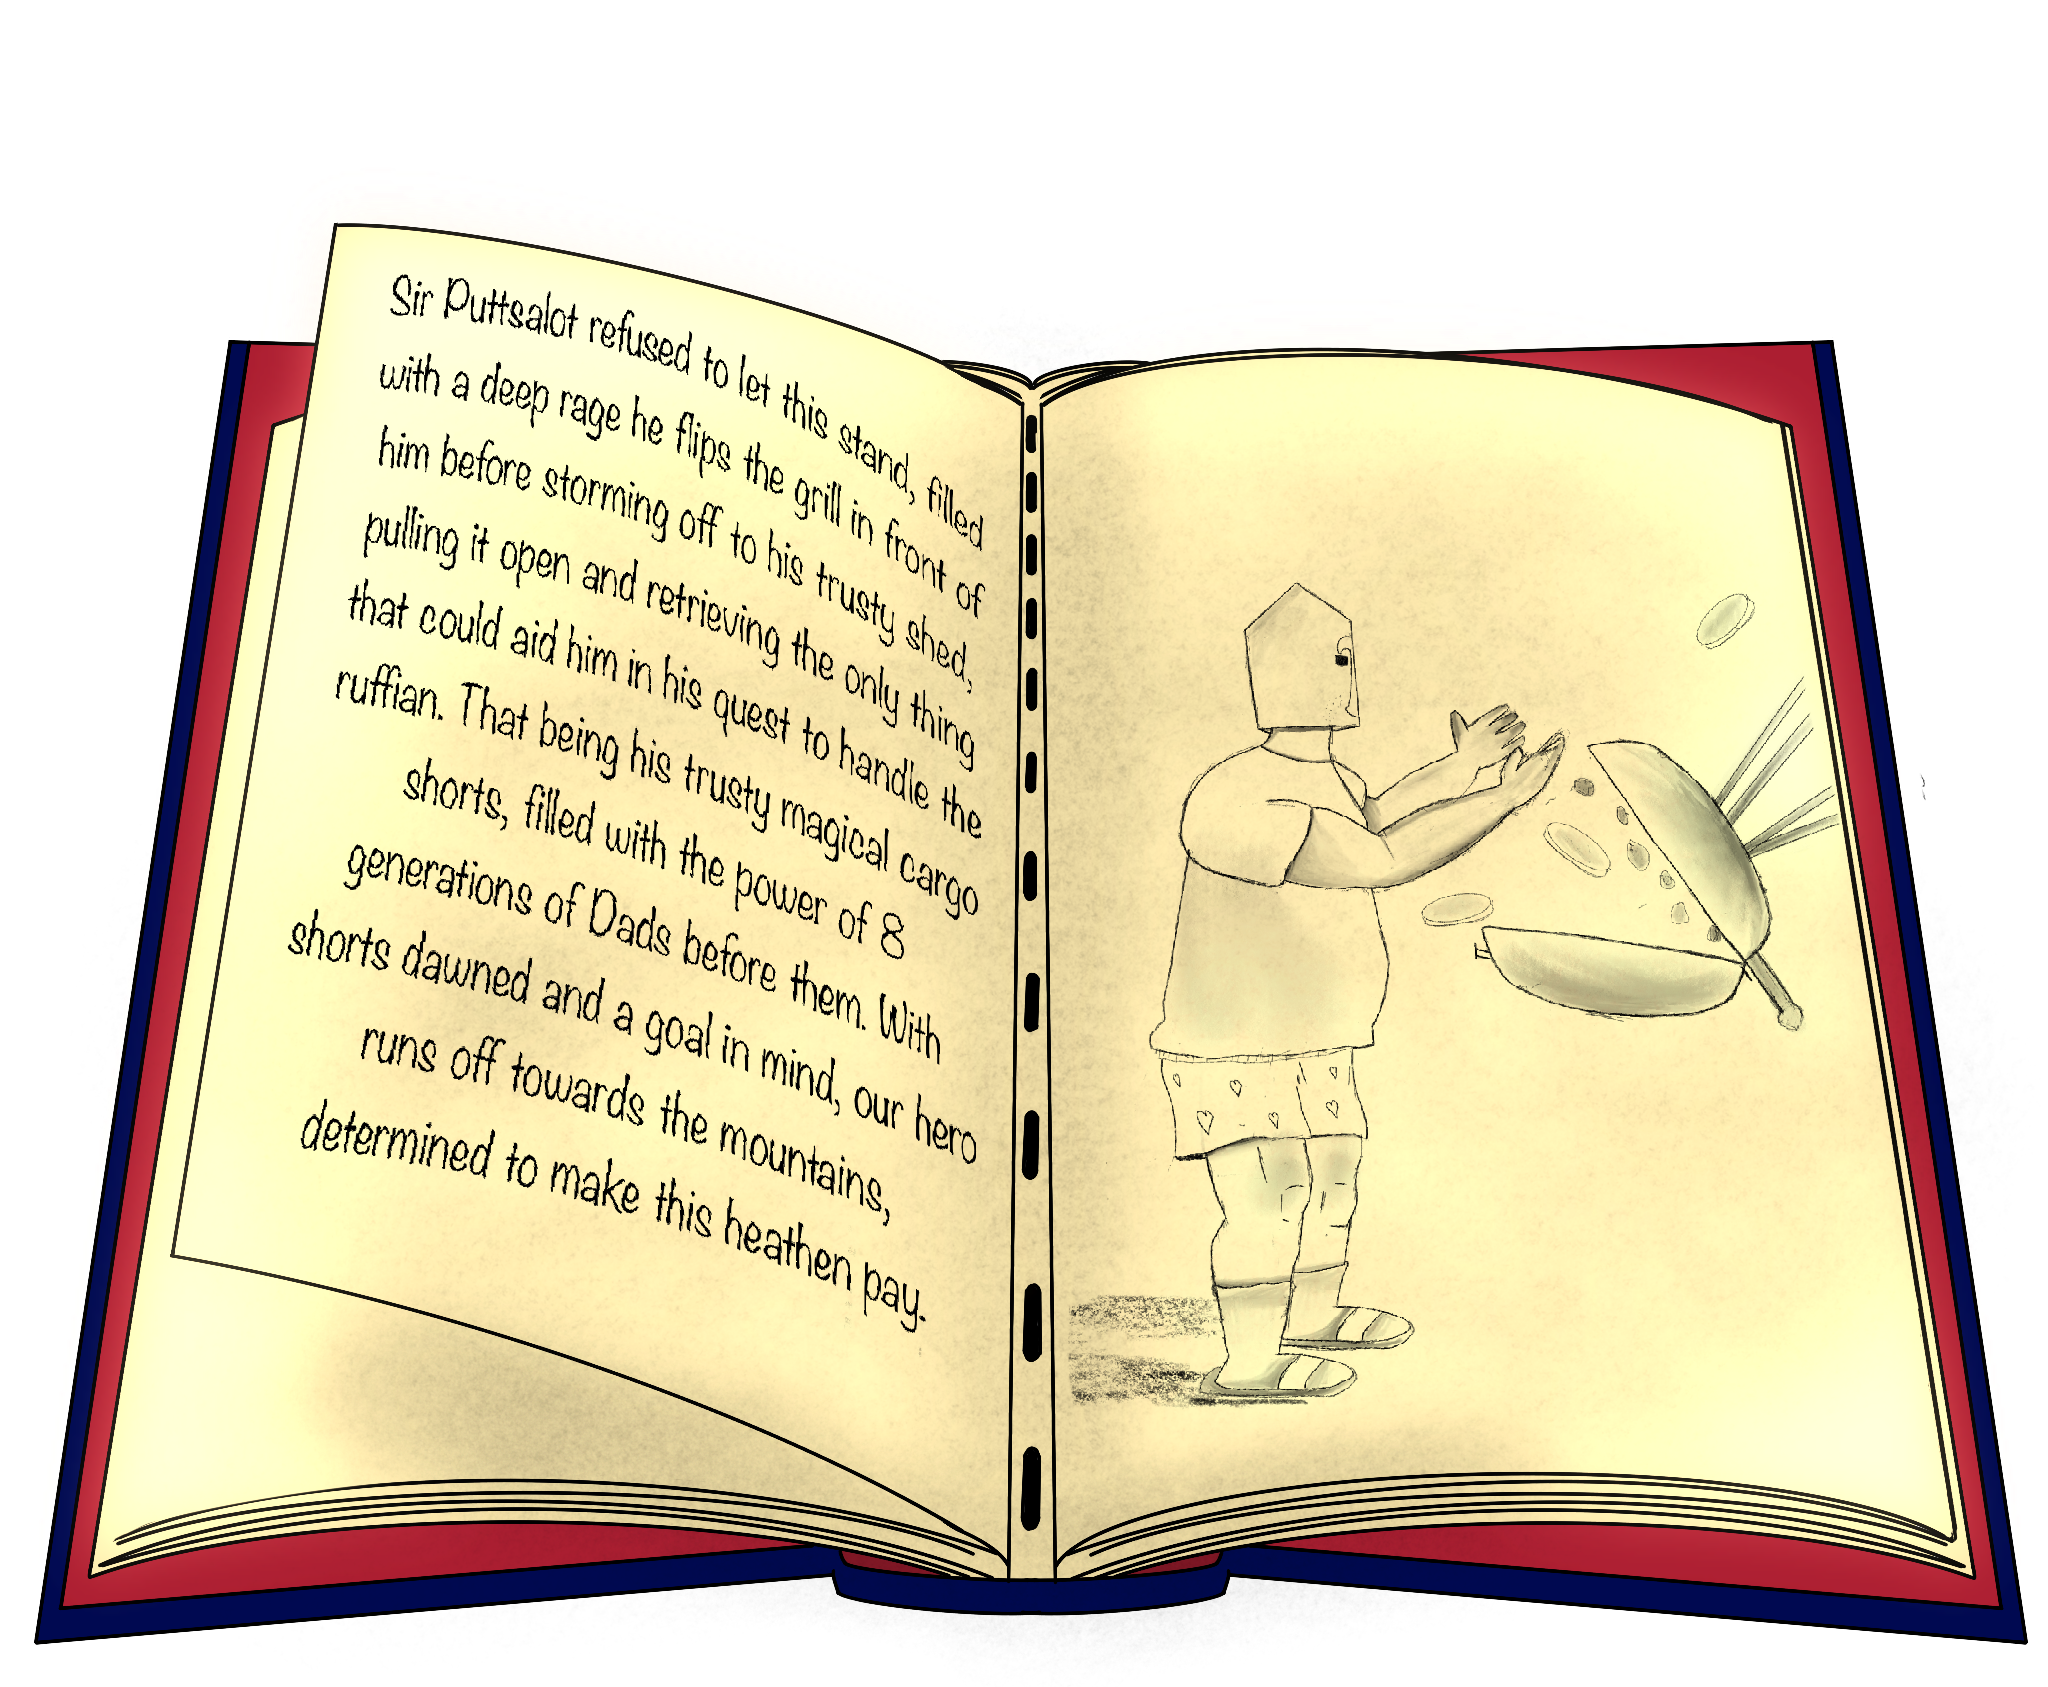 Sir Puttsalot refused to let this stand, filled
with a deep rage he flips the grill in front of
him before storming off to his trusty shed,
pulling it open and retrieving the only thing
that could aid him in his quest to handle the
ruffian. That being his trusty magical cargo
shorts, filled with the power of 8
generations of Dads before them. With
shorts dawned and a goal in mind, our hero
runs off towards the mountains,
determined to make this heathen pay.